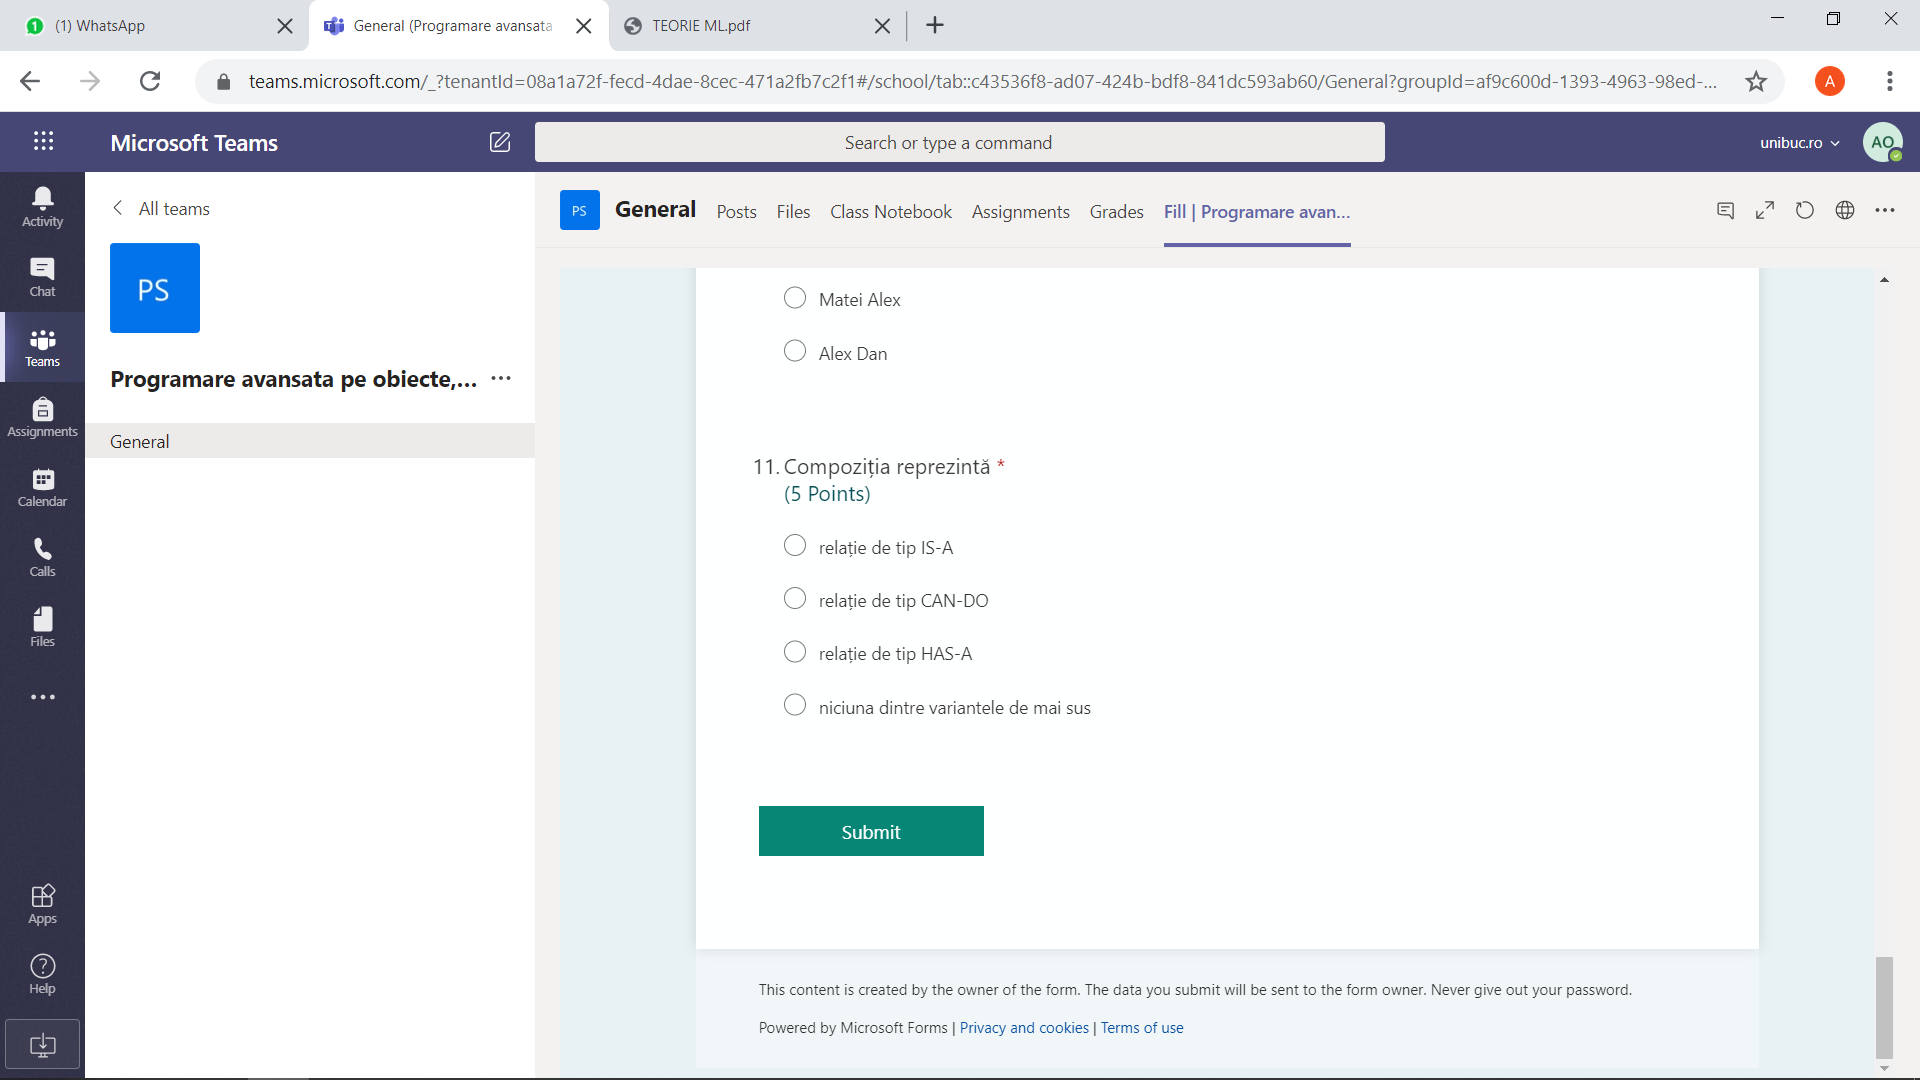 (1) WhatsApp
General (Programare avansata
TEORIE ML.pdf
teams.microsoft.com/_?tenantId=08a1a72f-fecd-4dae-8cec-471a2fb7c2f1#/school/tab::c43536f8-ad07-424b-bdf8-841dc593ab60/General?groupId=af9c600d-1393-4963-98ed-...
A
Microsoft Teams
Search or type a command
unibuc.ro
AO
Activity
Chat
Teams
Assignments
Calendar
Calls
Files
Apps
Help
All teams
PS
Programare avansata pe obiecte,...
General
PS
General
Posts
Files
Class Notebook
Assignments
Grades
Fill | Programare avan...
Matei Alex
Alex Dan
11. Compoziția reprezintă *
(5 Points)
relație de tip IS-A
relație de tip CAN-DO
relație de tip HAS-A
niciuna dintre variantele de mai sus
Submit
This content is created by the owner of the form. The data you submit will be sent to the form owner. Never give out your password.
Powered by Microsoft Forms | Privacy and cookies | Terms of use